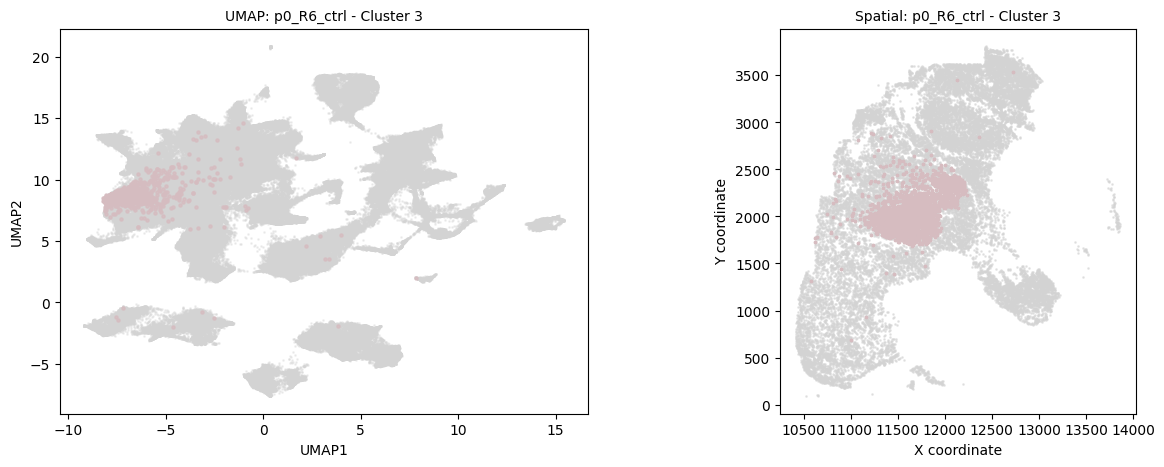 UMAP: p0_R6_ctrl - Cluster 3
20
15
10
5
0
−5
UMAP2
−10
−5
0
5
10
15
UMAP1
Spatial: p0_R6_ctrl - Cluster 3
3500
3000
2500
2000
1500
1000
500
0
Y coordinate
10500 11000 11500 12000 12500 13000 13500 14000
X coordinate